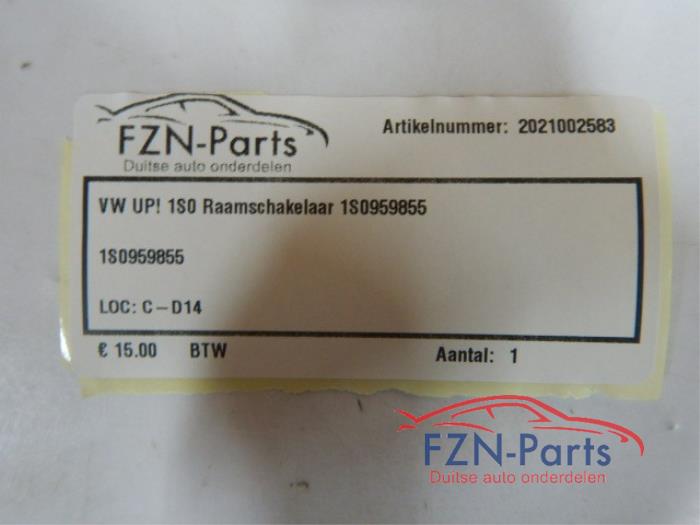 FZN-Parts
Duitse auto onderdelen
Artikelnummer: 2021002583
VW UP! 1S0 Raamschakelaar 1S0959855
1S0959855
LOC: C-D14
€ 15.00 BTW Aantal: 1
FZN-Parts
Duitse auto onderdelen